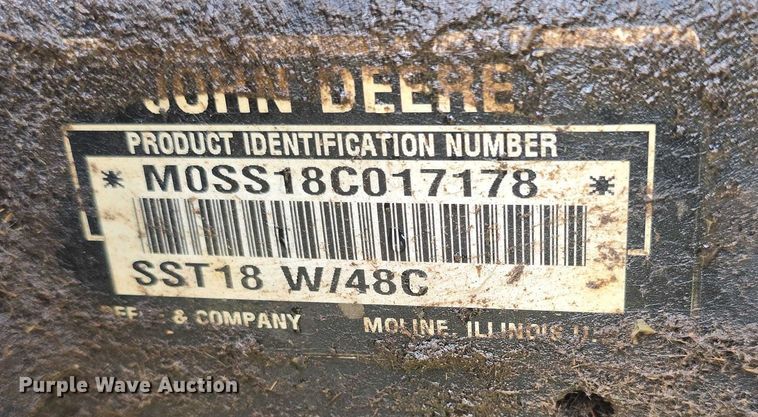 JOHN DEERE
PRODUCT IDENTIFICATION NUMBER
* M0SS18C017178 *
SST18 W/48C
& COMPANY MOLINE, ILLINOIS
Purple Wave Auction